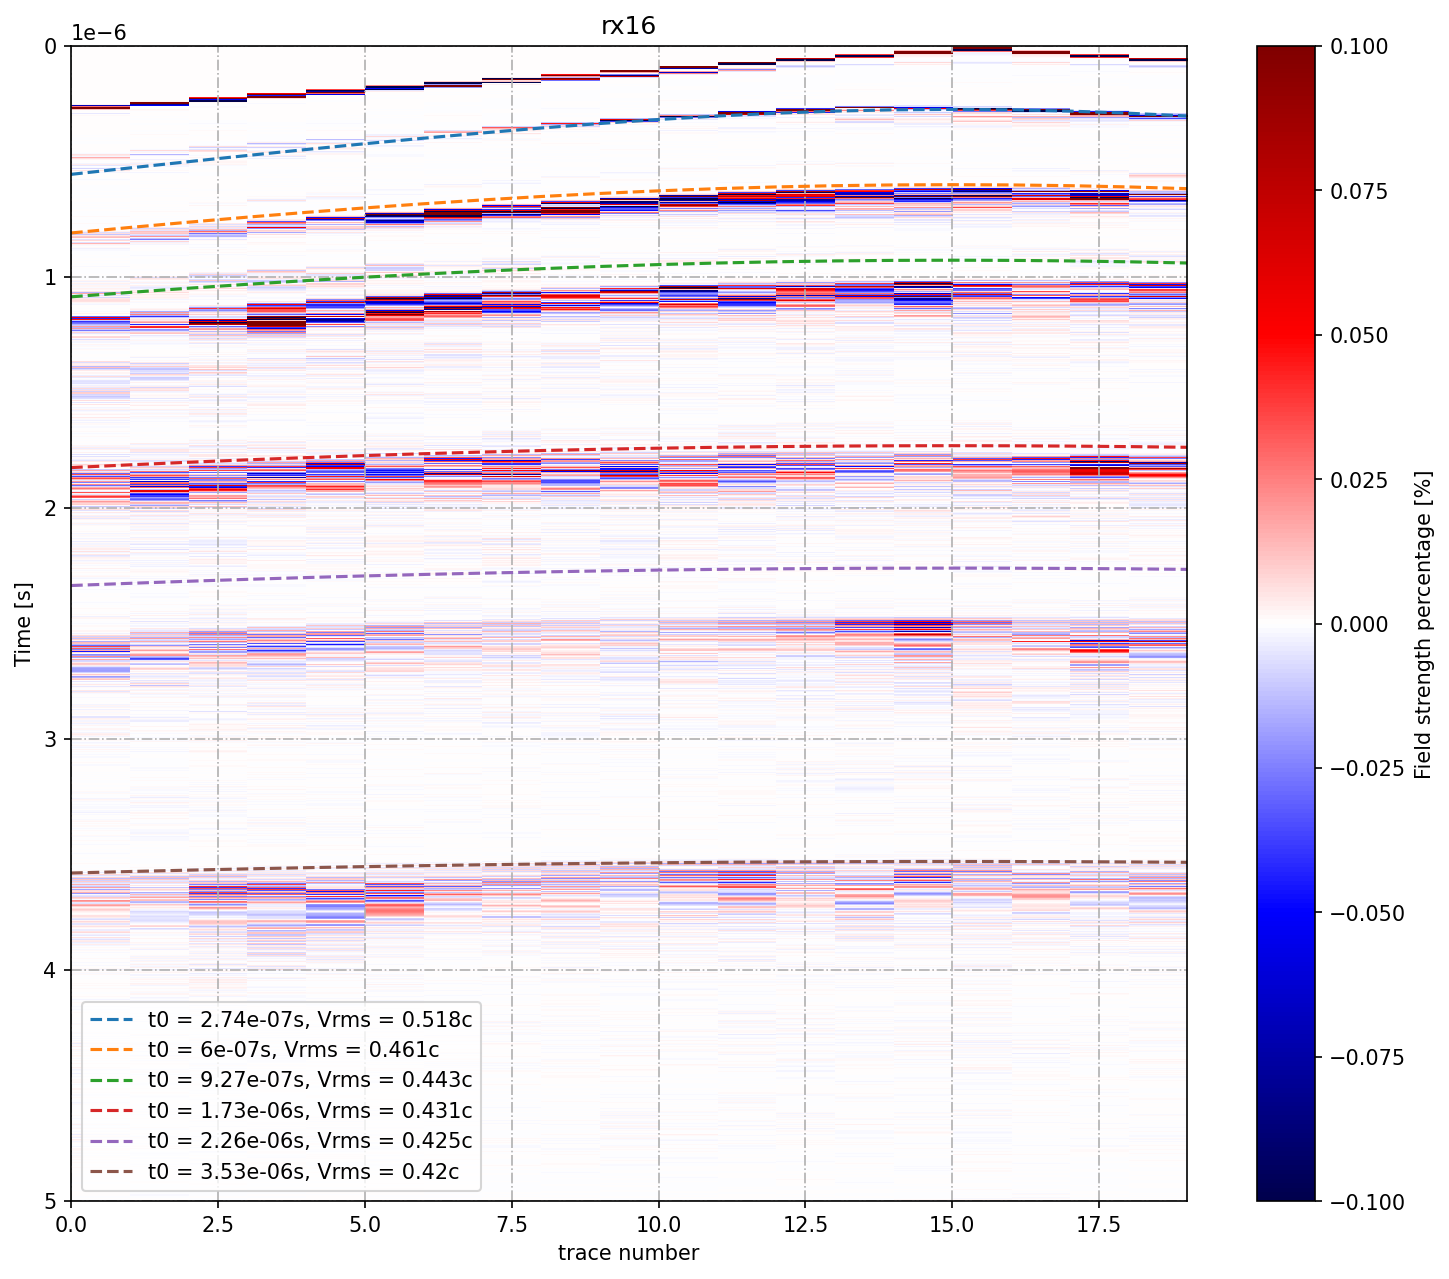 rx16
1e−6
0
1
2
3
4
5
Time [s]
0.0
2.5
5.0
7.5
10.0
12.5
15.0
17.5
trace number
t0 = 2.74e-07s, Vrms = 0.518c
t0 = 6e-07s, Vrms = 0.461c
t0 = 9.27e-07s, Vrms = 0.443c
t0 = 1.73e-06s, Vrms = 0.431c
t0 = 2.26e-06s, Vrms = 0.425c
t0 = 3.53e-06s, Vrms = 0.42c
0.100
0.075
0.050
0.025
0.000
−0.025
−0.050
−0.075
−0.100
Field strength percentage [%]